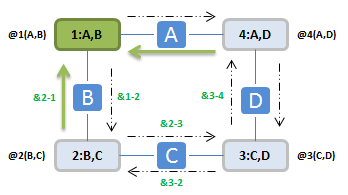 @1(A,B) 1:A,B A 4:A,D @4(A,D)
&2-1 B &1-2 &3-4 D
&2-3
@2(B,C) 2:B,C C 3:C,D @3(C,D)
&3-2